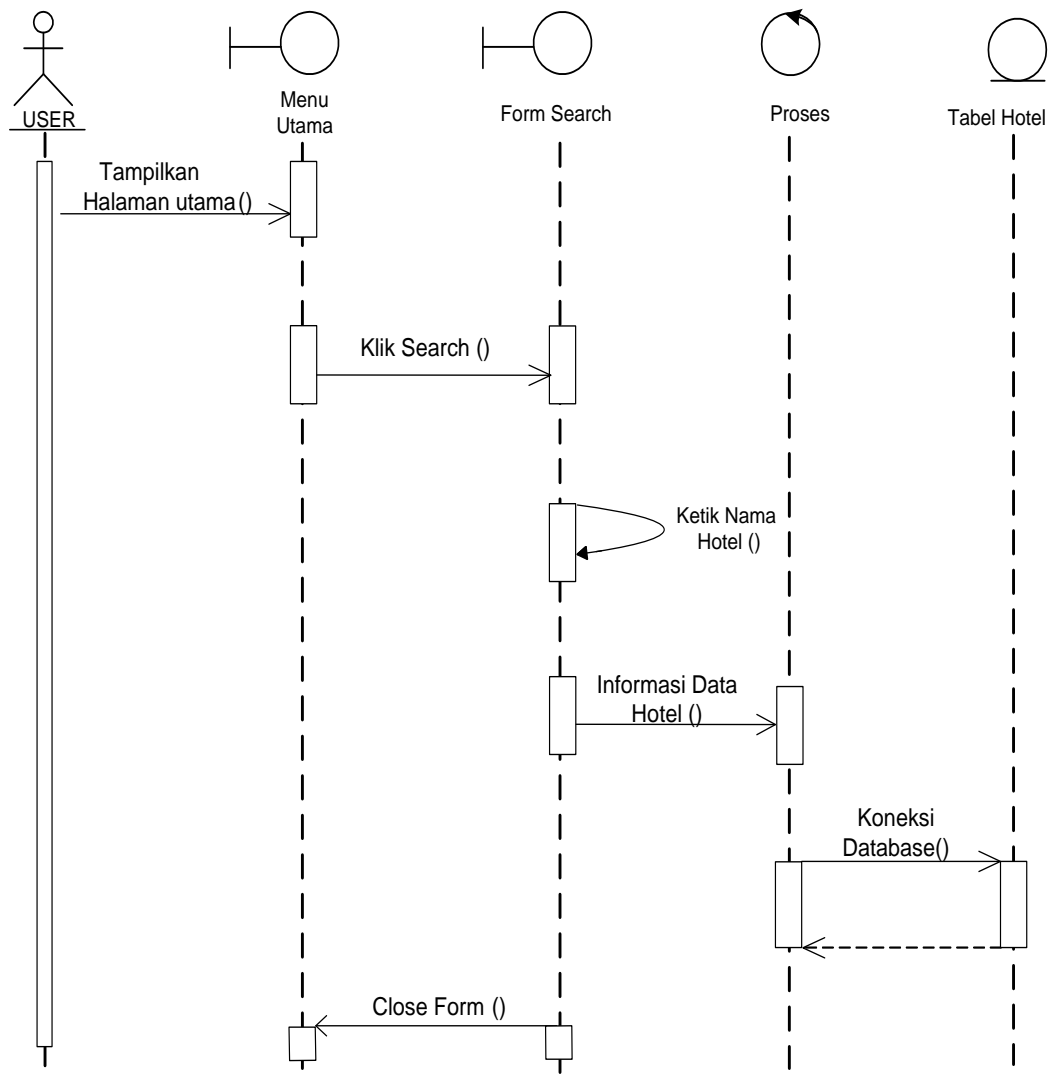 USER
Menu
Utama
Form Search
Proses
Tabel Hotel
Tampilkan
Halaman utama()
Klik Search ()
Ketik Nama
Hotel ()
Informasi Data
Hotel ()
Koneksi
Database()
Close Form ()